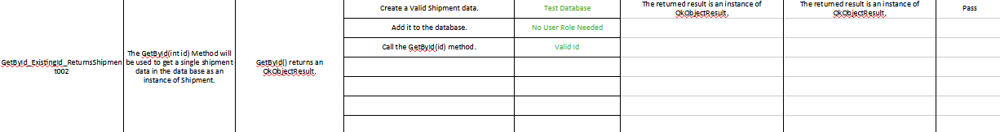 GetById_ExistingId_ReturnsShipmen
t002
The GetById(int id) Method will
be used to get a single shipment
data in the data base as an
instance of Shipment.
GetById() returns an
OkObjectResult.
Create a Valid Shipment data.
Test Database
The returned result is an instance of
OkObjectResult.
The returned result is an instance of
OkObjectResult.
Pass
Add it to the database.
No User Role Needed
Call the GetById(id) method.
Valid Id